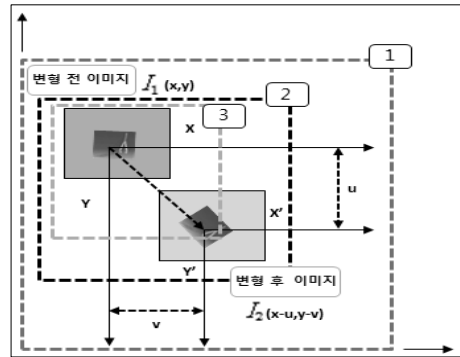 1
변형 전 이미지
I₁ (x,y)
2
3
X
Y
u
X'
Y'
변형 후 이미지
v
I₂ (x-u,y-v)